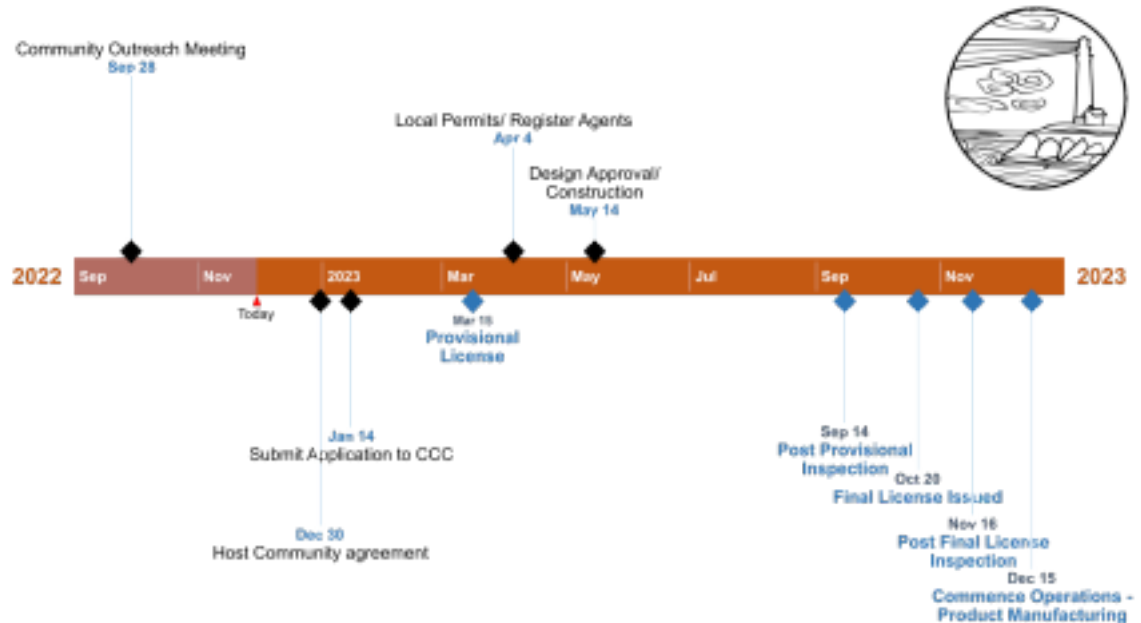 Community Outreach Meeting
Sep 28
Local Permits/ Register Agents
Apr 4
Design Approval/
Construction
May 14
2022
Sep
Nov
2023
Mar
May
Jul
Sep
Nov
2023
Today
Mar 15
Provisional
License
Jan 14
Submit Application to CCC
Dec 30
Host Community agreement
Sep 14
Post Provisional
Inspection
Oct 20
Final License Issued
Nov 16
Post Final License
Inspection
Dec 15
Commence Operations -
Product Manufacturing